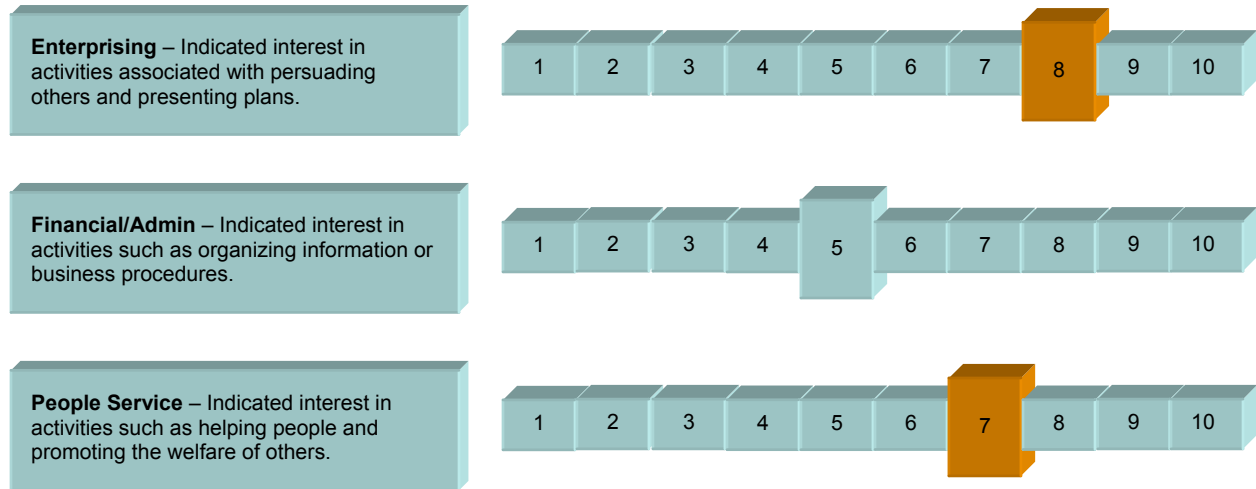 Enterprising – Indicated interest in
activities associated with persuading
others and presenting plans.
1 2 3 4 5 6 7 8 9 10
Financial/Admin – Indicated interest in
activities such as organizing information or
business procedures.
1 2 3 4 5 6 7 8 9 10
People Service – Indicated interest in
activities such as helping people and
promoting the welfare of others.
1 2 3 4 5 6 7 8 9 10